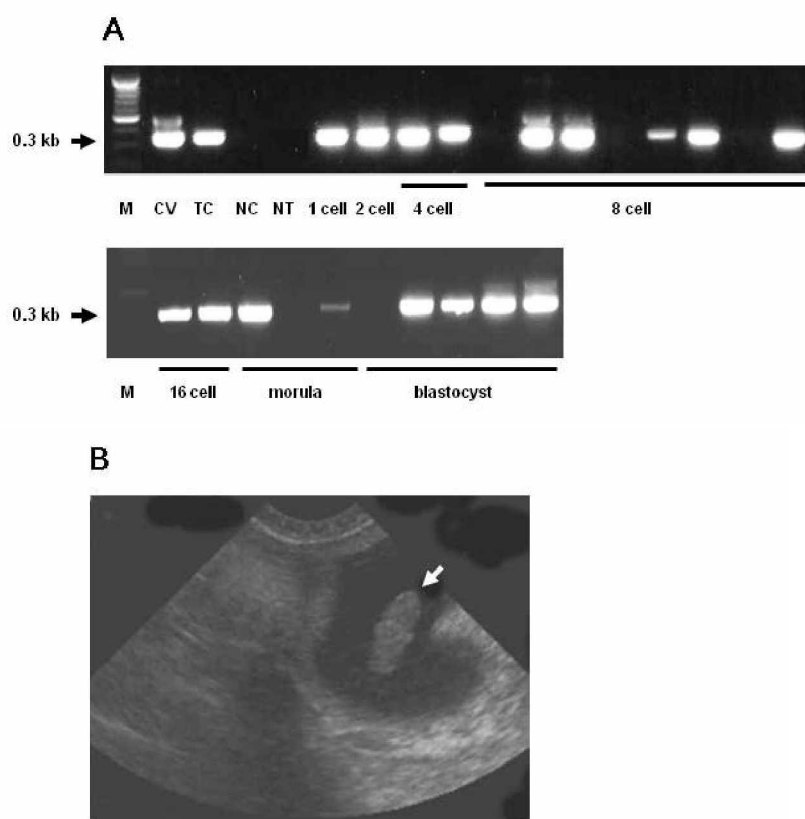 A
0.3 kb
M CV TC NC NT 1 cell 2 cell 4 cell 8 cell
0.3 kb
M 16 cell morula blastocyst
B